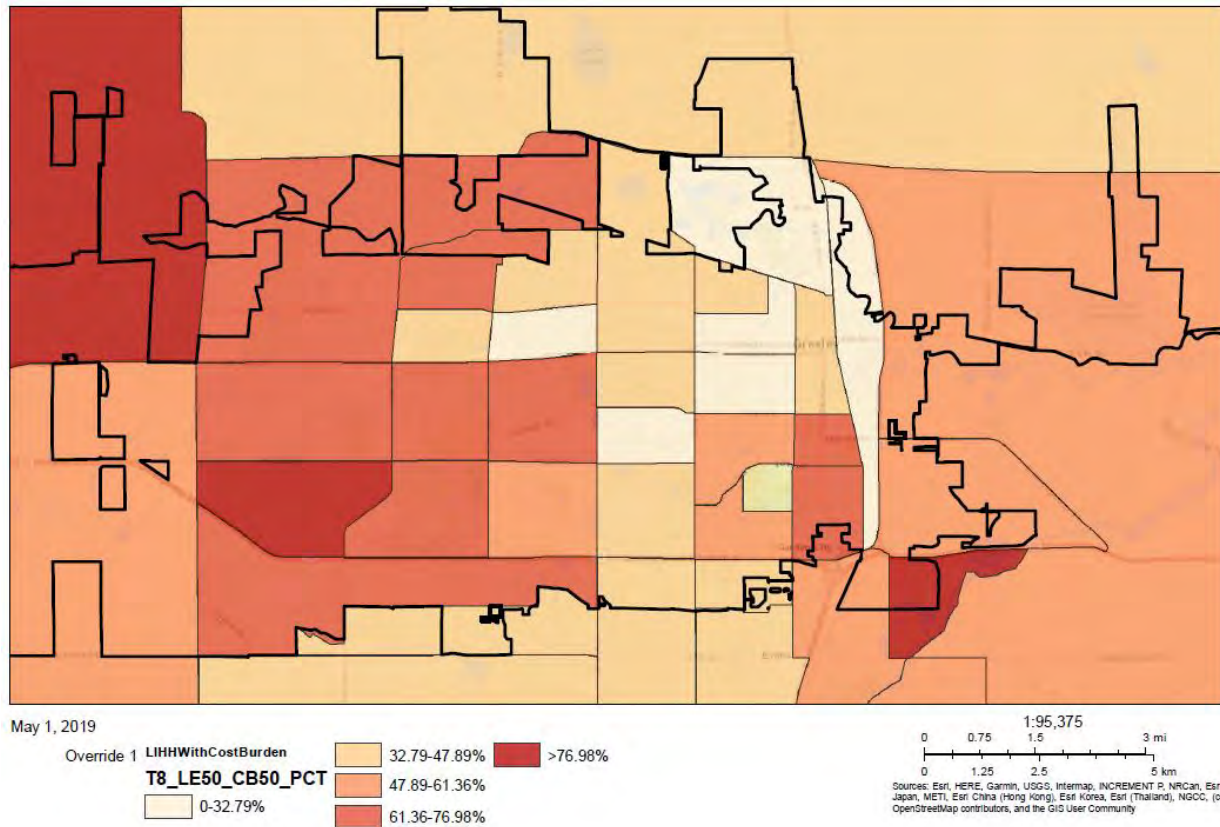 Greeley
May 1, 2019
1:95,375
Override 1 LIHHWithCostBurden
T8_LE50_CB50_PCT
0-32.79%
32.79-47.89%
47.89-61.36%
61.36-76.98%
>76.98%
0 0.75 1.5 3 mi
0 1.25 2.5 5 km
Sources: Esri, HERE, Garmin, USGS, Intermap, INCREMENT P, NRCan, Esri
Japan, METI, Esri China (Hong Kong), Esri Korea, Esri (Thailand), NGCC, (c
OpenStreetMap contributors, and the GIS User Community